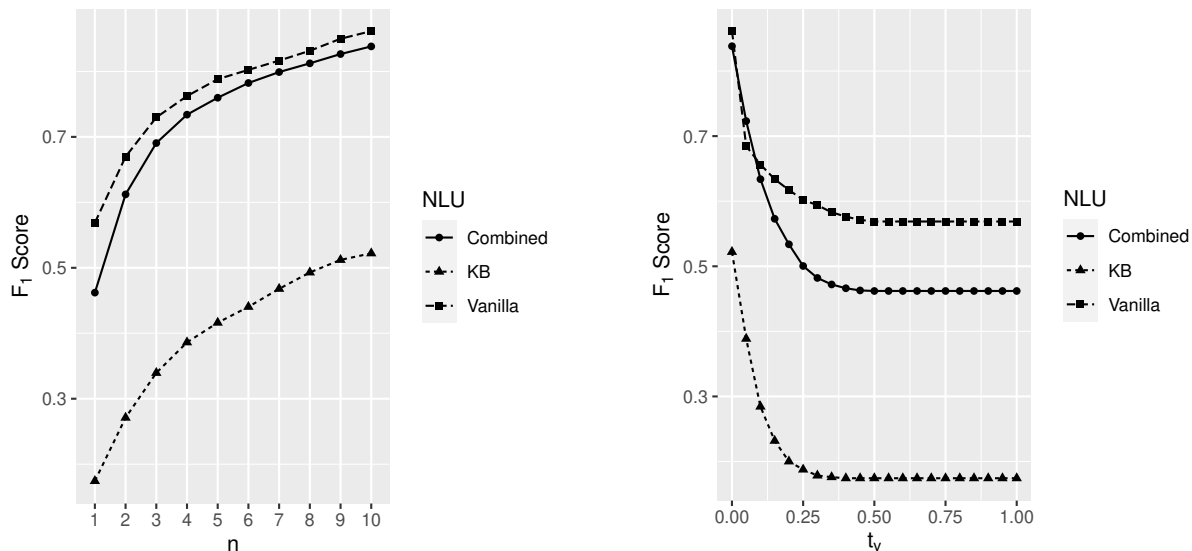 0.7
0.5
0.3
F1 Score
1 2 3 4 5 6 7 8 9 10
n
NLU
Combined
KB
Vanilla
0.7
0.5
0.3
F1 Score
0.00 0.25 0.50 0.75 1.00
tv
NLU
Combined
KB
Vanilla